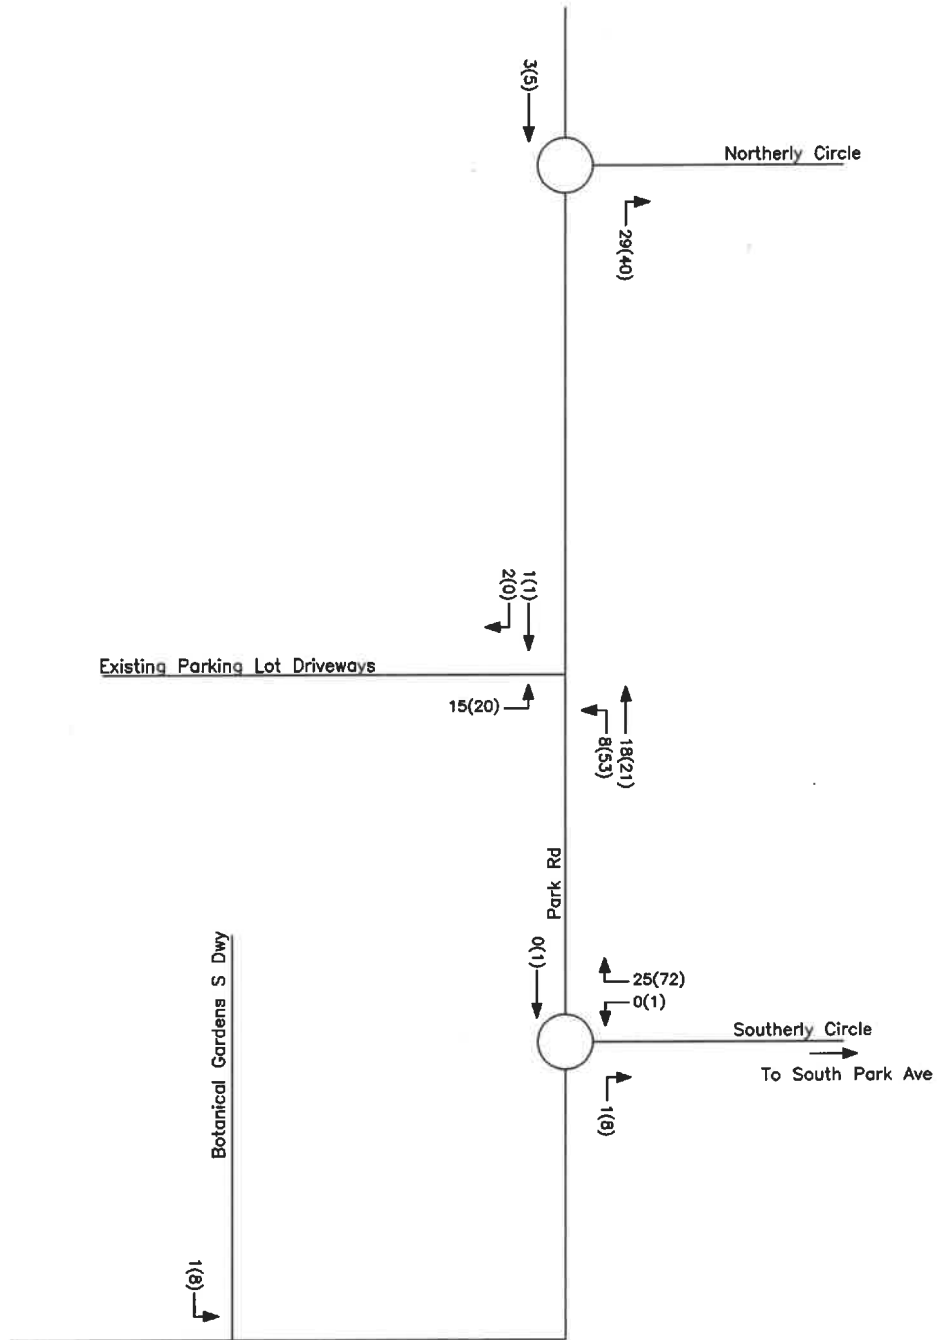 3(5)
Northerly Circle
29(40)
1(1)
2(0)
Existing Parking Lot Driveways
15(20)
18(21)
8(53)
Park Rd
Botanical Gardens S Dwy
0(1)
25(72)
0(1)
Southerly Circle
To South Park Ave
1(8)
1(8)